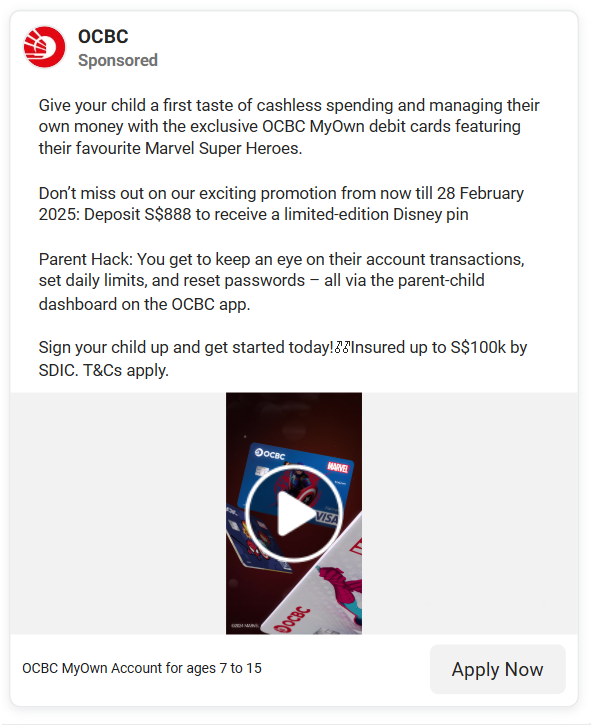 OCBC
Sponsored
Give your child a first taste of cashless spending and managing their
own money with the exclusive OCBC MyOwn debit cards featuring
their favourite Marvel Super Heroes.
Don’t miss out on our exciting promotion from now till 28 February
2025: Deposit S$888 to receive a limited-edition Disney pin
Parent Hack: You get to keep an eye on their account transactions,
set daily limits, and reset passwords – all via the parent-child
dashboard on the OCBC app.
Sign your child up and get started today!Insured up to S$100k by
SDIC. T&Cs apply.
OCBC
MARVEL
VISA
OCBC
OCBC MyOwn Account for ages 7 to 15
Apply Now